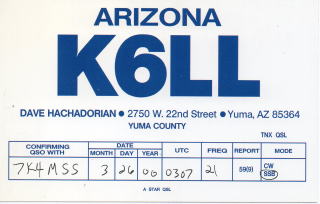 ARIZONA
K6LL
DAVE HACHADORIAN ● 2750 W. 22nd Street ● Yuma, AZ 85364
YUMA COUNTY
TNX QSL
CONFIRMING QSO WITH DATE MONTH DAY YEAR UTC FREQ REPORT MODE
7K4MSS 3 26 00 0307 21 59(9) CW SSB
A STAR QSL